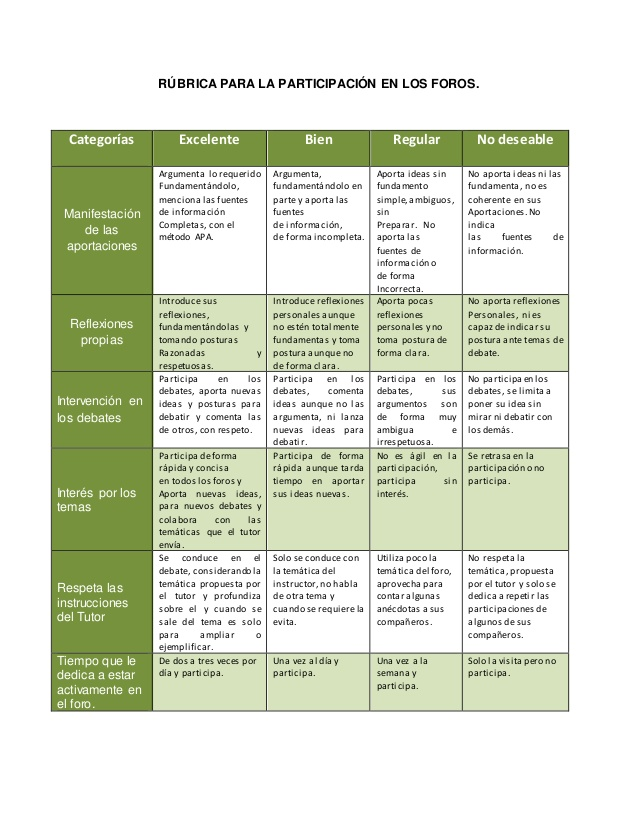 RÚBRICA PARA LA PARTICIPACIÓN EN LOS FOROS.
Categorías
Excelente
Bien
Regular
No deseable
Manifestación
de las
aportaciones
Argumenta lo requerido
Fundamentándolo,
menciona las fuentes
de información
Completas, con el
método APA.
Argumenta,
fundamentándolo en
parte y aporta las
fuentes
de información,
de forma incompleta.
Aporta ideas sin
fundamento
simple, ambiguos,
sin
Preparar. No
aporta las
fuentes de
información o
de forma
Incorrecta.
No aporta ideas ni las
fundamenta, no es
coherente en sus
Aportaciones. No
indica
las fuentes de
información.
Reflexiones
propias
Introduce sus
reflexiones,
fundamentándolas y
tomando posturas
Razonadas y
respetuosas.
Introduce reflexiones
personales aunque
no estén totalmente
fundamentas y toma
postura aunque no
de forma clara.
Aporta pocas
reflexiones
personales y no
toma postura de
forma clara.
No aporta reflexiones
Personales, ni es
capaz de indicar su
postura ante temas de
debate.
Intervención en
los debates
Participa en los
debates, aporta nuevas
ideas y posturas para
debatir y comenta las
de otros, con respeto.
Participa en los
debates, comenta
ideas aunque no las
argumenta, ni lanza
nuevas ideas para
debatir.
Participa en los
debates, sus
argumentos son
de forma muy
ambigua e
irrespetuosa.
No participa en los
debates, se limita a
poner su idea sin
mirar ni debatir con
los demás.
Interés por los
temas
Participa de forma
rápida y concisa
en todos los foros y
Aporta nuevas ideas,
para nuevos debates y
colabora con las
temáticas que el tutor
envía.
Participa de forma
rápida aunque tarda
tiempo en aportar
sus ideas nuevas.
No es ágil en la
participación,
participa sin
interés.
Se retrasa en la
participación o no
participa.
Respeta las
instrucciones
del Tutor
Se conduce en el
debate, considerando la
temática propuesta por
el tutor y profundiza
sobre el y cuando se
sale del tema es solo
para ampliar o
ejemplificar.
Solo se conduce con
la temática del
instructor, no habla
de otra tema y
cuando se requiere la
evita.
Utiliza poco la
temática del foro,
aprovecha para
contar algunas
anécdotas a sus
compañeros.
No respeta la
temática, propuesta
por el tutor y solo se
dedica a repetir las
participaciones de
algunos de sus
compañeros.
Tiempo que le
dedica a estar
activamente en
el foro.
De dos a tres veces por
día y participa.
Una vez al día y
participa.
Una vez a la
semana y
participa.
Solo la visita pero no
participa.